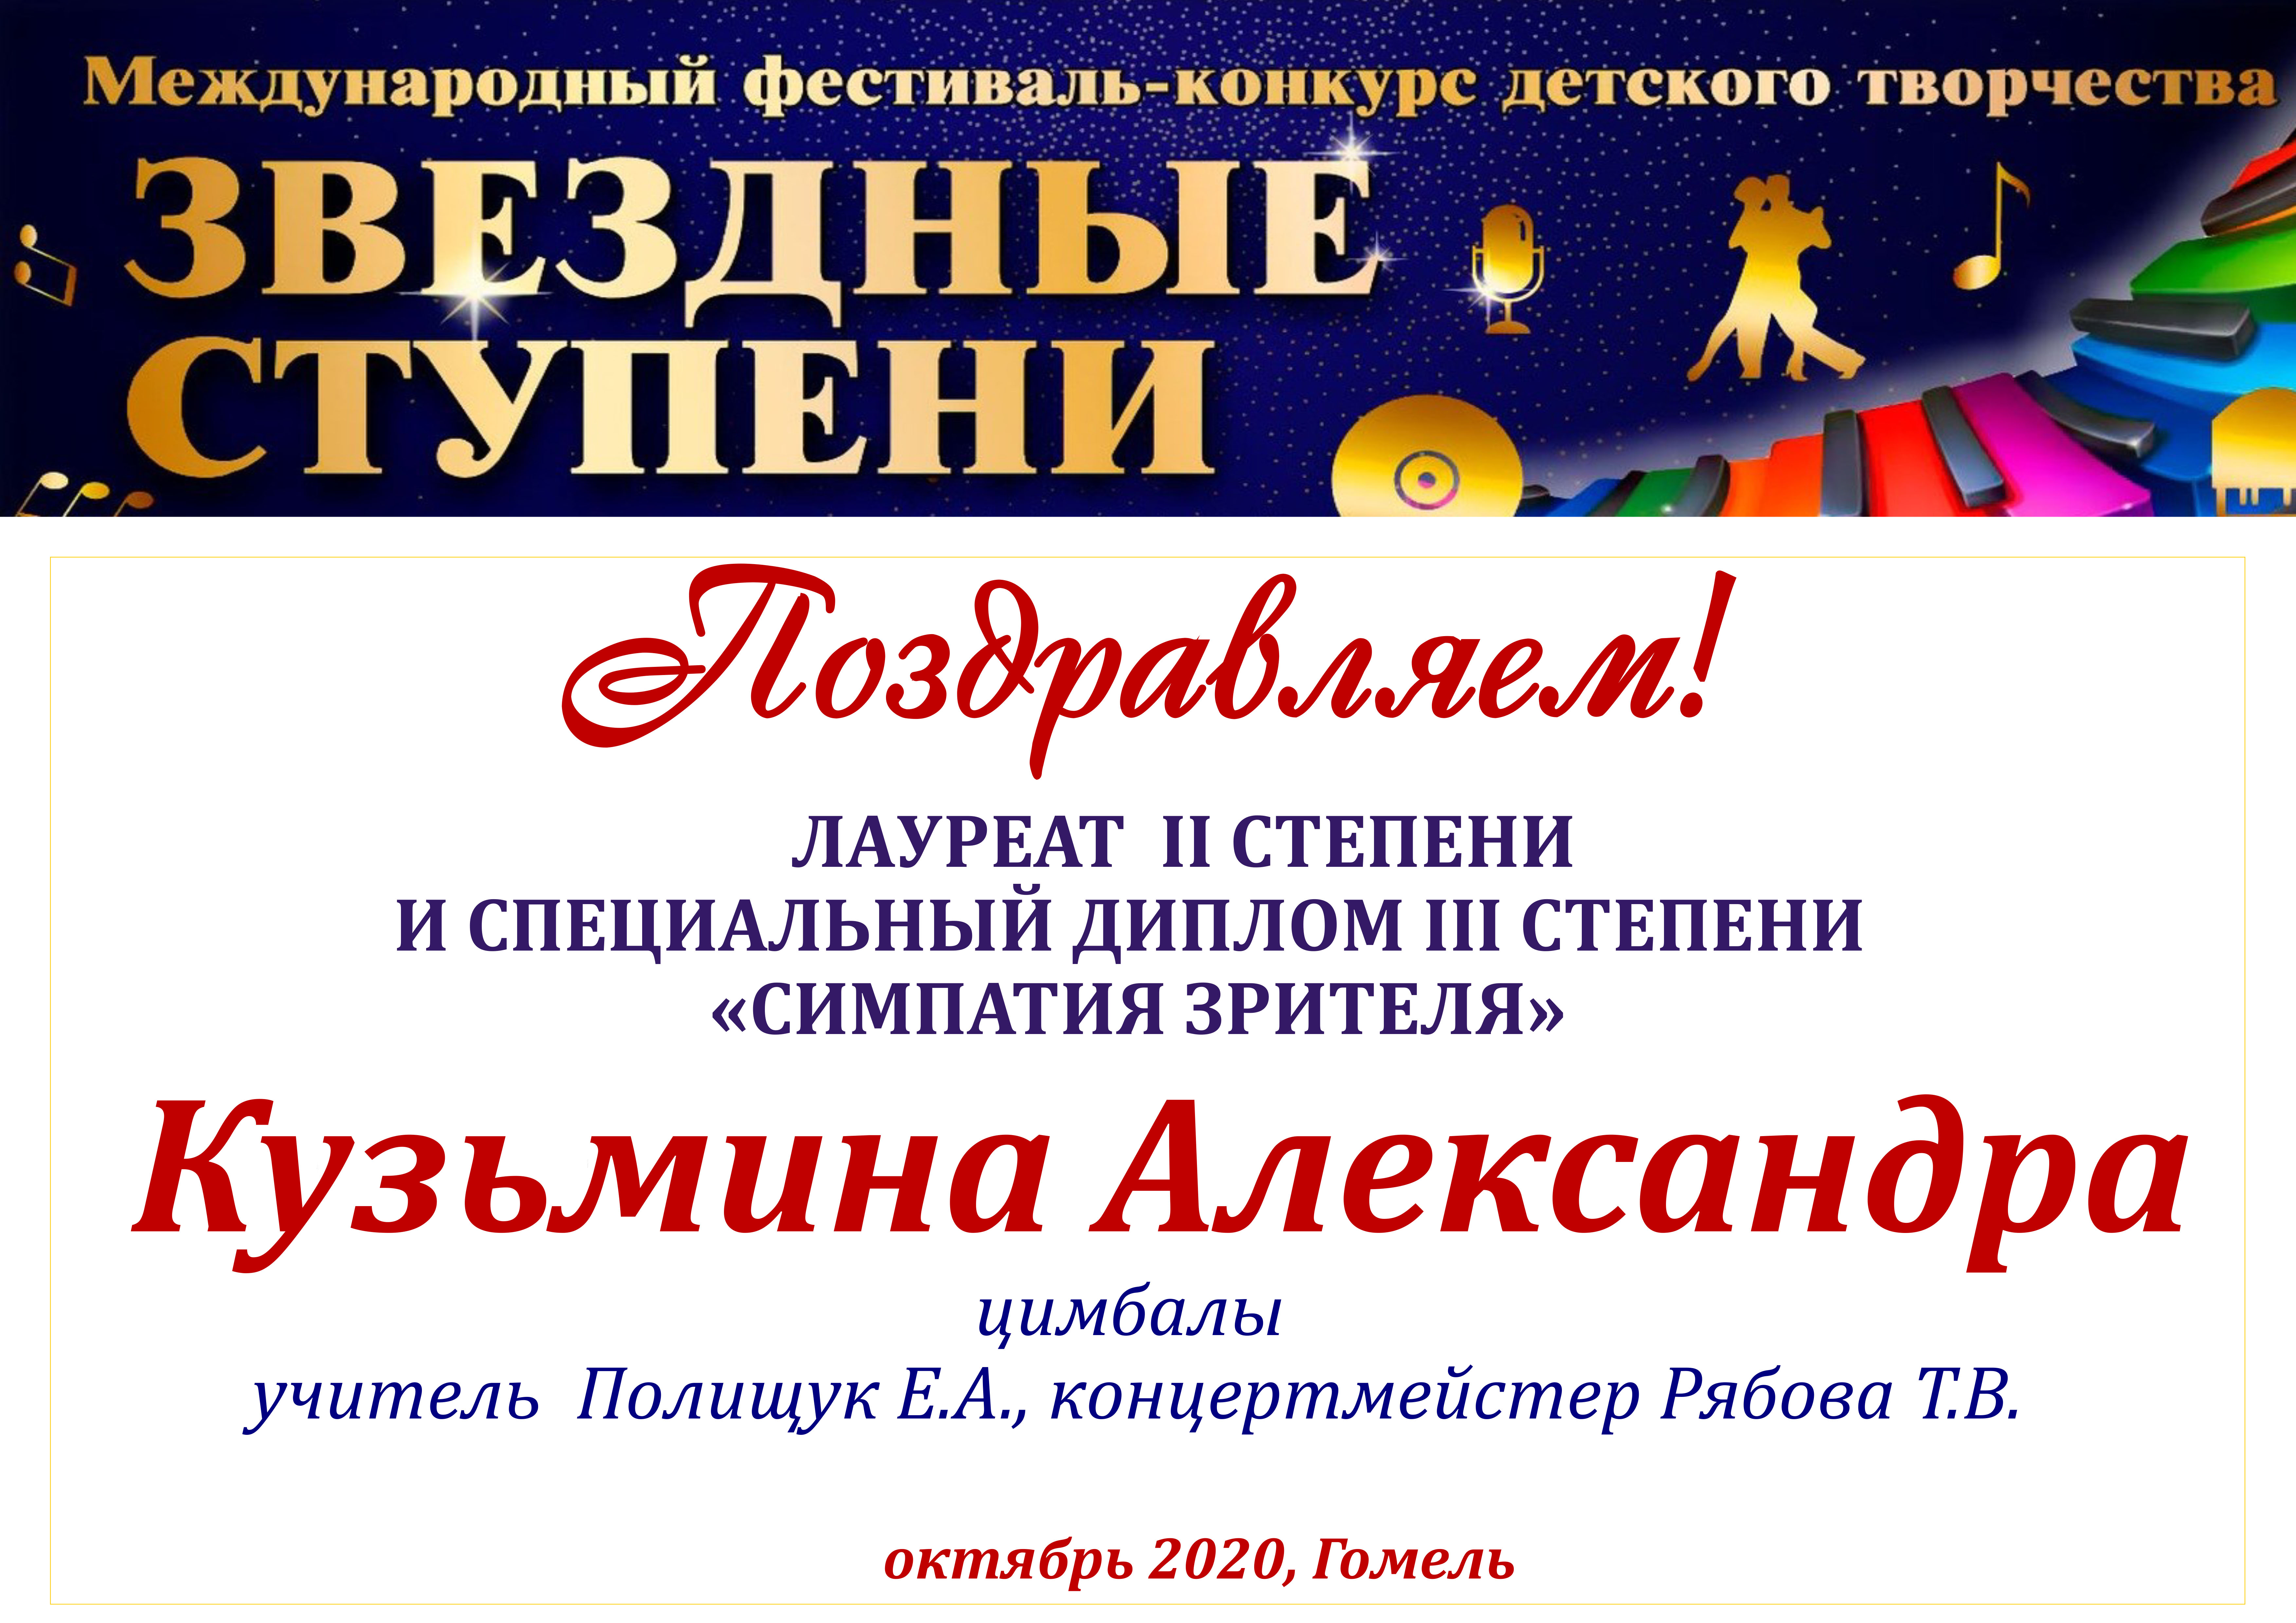 Международный фестиваль-конкурс детского творчества
ЗВЕЗДНЫЕ
СТУПЕНИ
Поздравляем!
ЛАУРЕАТ II СТЕПЕНИ
И СПЕЦИАЛЬНЫЙ ДИПЛОМ III СТЕПЕНИ
«СИМПАТИЯ ЗРИТЕЛЯ»
Кузьмина Александра
цимбалы
учитель Полищук Е.А., концертмейстер Рябова Т.В.
октябрь 2020, Гомель